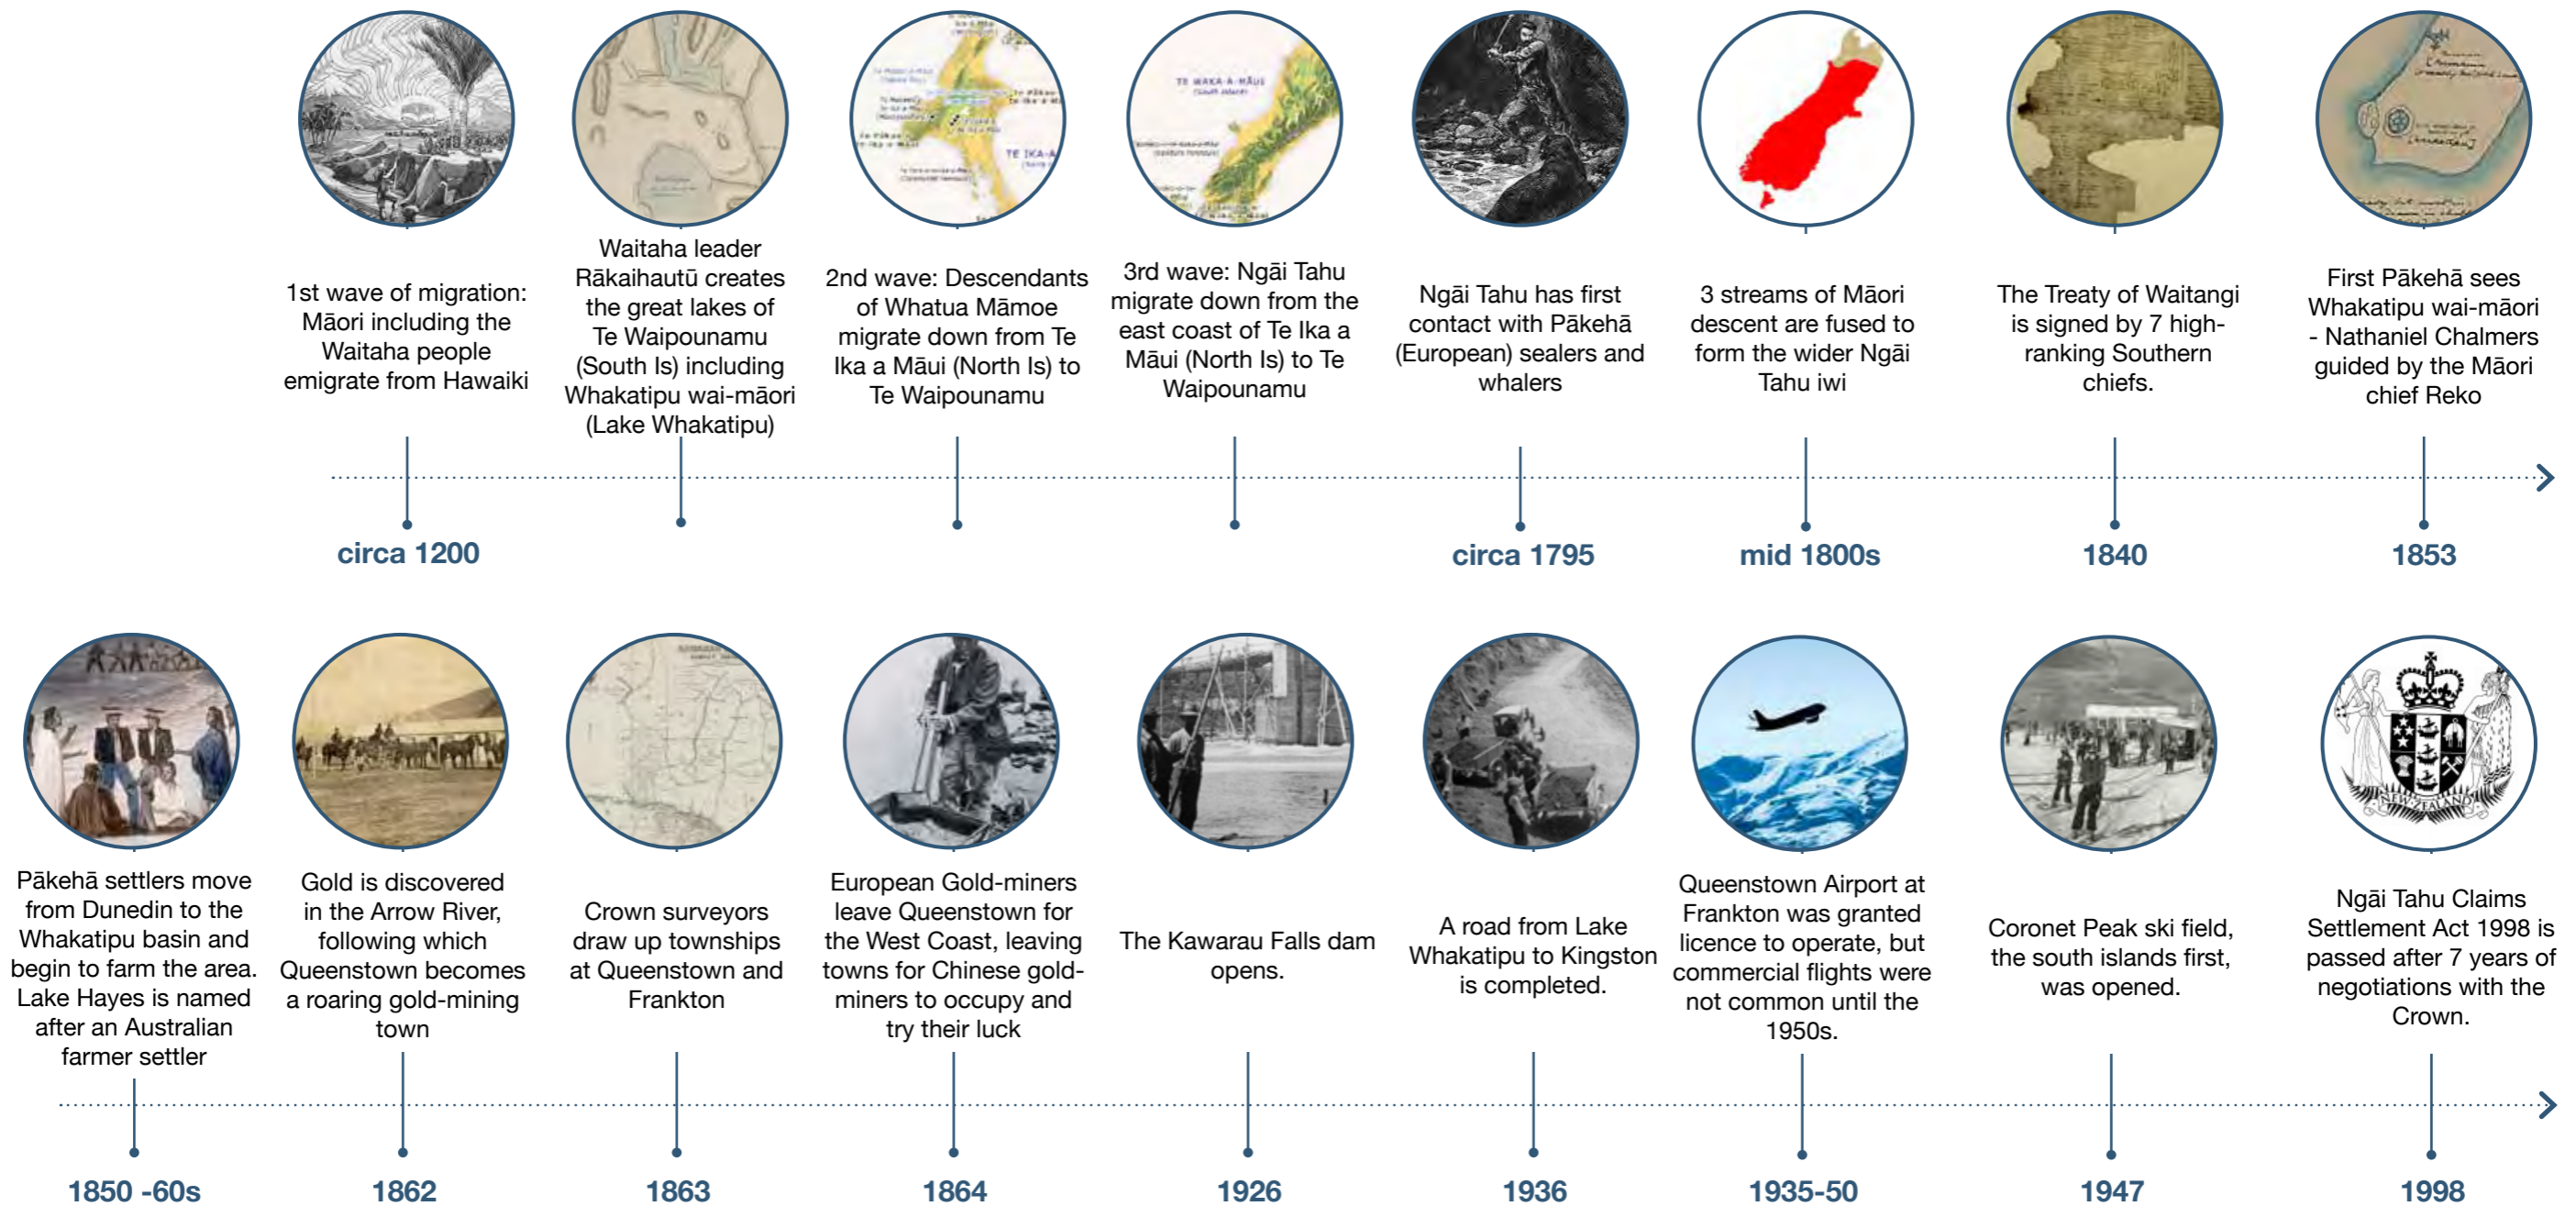 1st wave of migration:
Māori including the
Waitaha people
emigrate from Hawaiki
circa 1200
Waitaha leader
Rākaihautū creates
the great lakes of
Te Waipounamu
(South Is) including
Whakatipu wai-māori
(Lake Whakatipu)
2nd wave: Descendants
of Whatua Māmoe
migrate down from Te
Ika a Māui (North Is) to
Te Waipounamu
TE IKA-A
TE WAKA-A-MĀUI
(South Island)
3rd wave: Ngāi Tahu
migrate down from the
east coast of Te Ika a
Māui (North Is) to Te
Waipounamu
Ngāi Tahu has first
contact with Pākehā
(European) sealers and
whalers
circa 1795
3 streams of Māori
descent are fused to
form the wider Ngāi
Tahu iwi
mid 1800s
The Treaty of Waitangi
is signed by 7 high-
ranking Southern
chiefs.
1840
First Pākehā sees
Whakatipu wai-māori
- Nathaniel Chalmers
guided by the Māori
chief Reko
1853
Pākehā settlers move
from Dunedin to the
Whakatipu basin and
begin to farm the area.
Lake Hayes is named
after an Australian
farmer settler
1850 -60s
Gold is discovered
in the Arrow River,
following which
Queenstown becomes
a roaring gold-mining
town
1862
Crown surveyors
draw up townships
at Queenstown and
Frankton
1863
European Gold-miners
leave Queenstown for
the West Coast, leaving
towns for Chinese gold-
miners to occupy and
try their luck
1864
The Kawarau Falls dam
opens.
1926
A road from Lake
Whakatipu to Kingston
is completed.
1936
Queenstown Airport at
Frankton was granted
licence to operate, but
commercial flights were
not common until the
1950s.
1935-50
Coronet Peak ski field,
the south islands first,
was opened.
1947
NEW ZEALAND
Ngāi Tahu Claims
Settlement Act 1998 is
passed after 7 years of
negotiations with the
Crown.
1998